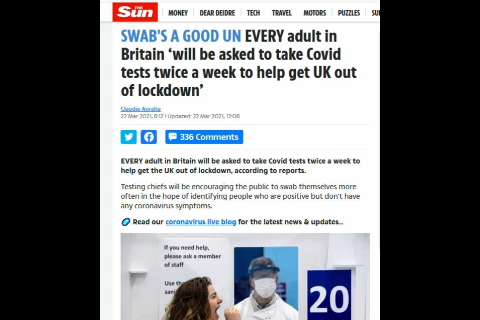 THE
Sun
MONEY
DEAR DEIDRE
TECH
TRAVEL
MOTORS
PUZZLES
SWAB'S A GOOD UN EVERY adult in
Britain ‘will be asked to take Covid
tests twice a week to help get UK out
of lockdown’
22 Mar 2021, 8:12 | Updated: 22 Mar 2021, 12:08
336 Comments
EVERY adult in Britain will be asked to take Covid tests twice a week to
help get the UK out of lockdown, according to reports.
Testing chiefs will be encouraging the public to swab themselves more
often in the hope of identifying people who are positive but don't have
any coronavirus symptoms.
Read our coronavirus live blog for the latest news & updates...
If you need help,
please ask a member
of staff
Use the
20